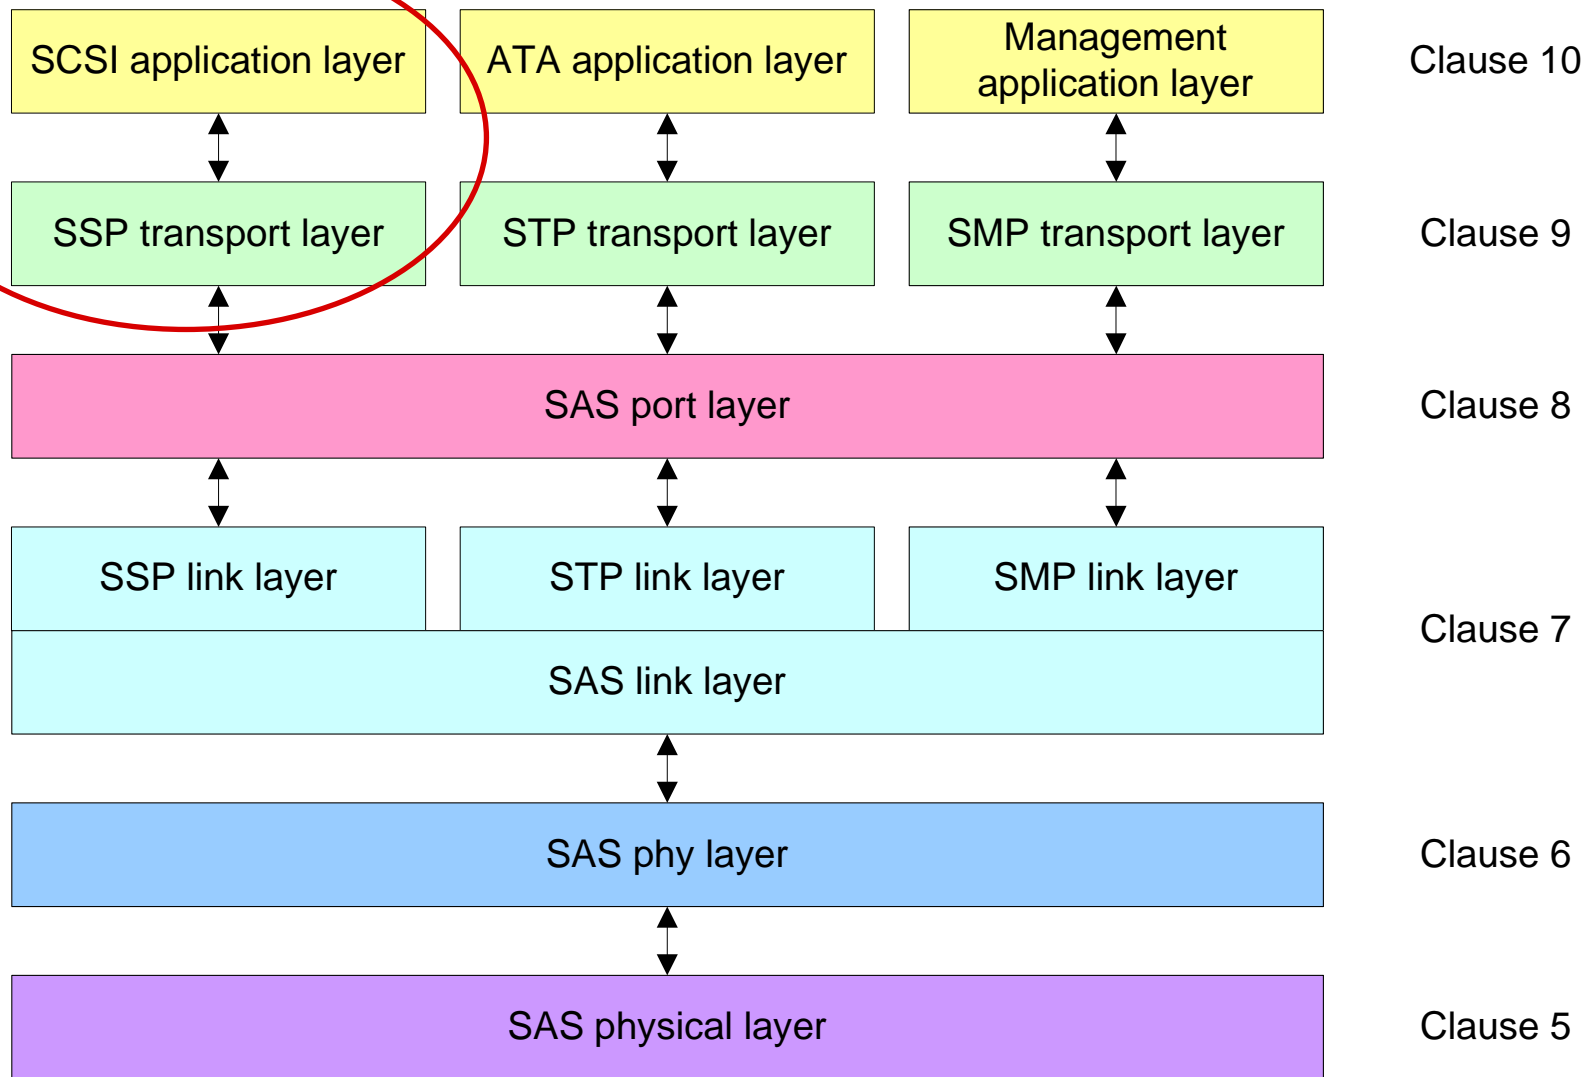 SCSI application layer
ATA application layer
Management
application layer
Clause 10
SSP transport layer
STP transport layer
SMP transport layer
Clause 9
SAS port layer
Clause 8
SSP link layer
STP link layer
SMP link layer
Clause 7
SAS link layer
SAS phy layer
Clause 6
SAS physical layer
Clause 5